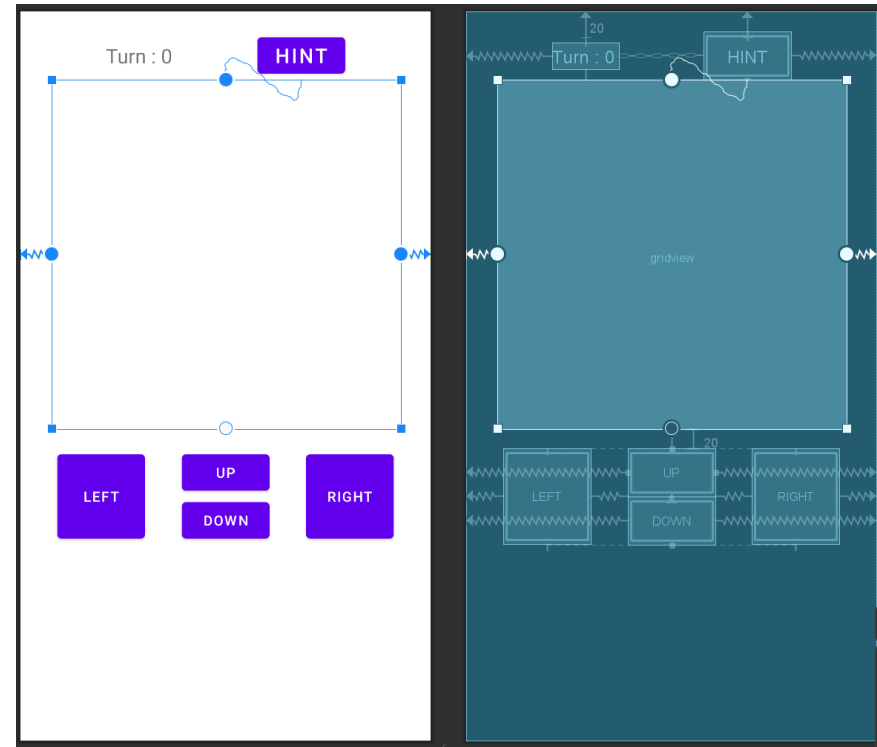 Turn : 0
HINT
LEFT
UP
DOWN
RIGHT
20
Turn : 0
HINT
gridview
20
LEFT
UP
DOWN
RIGHT